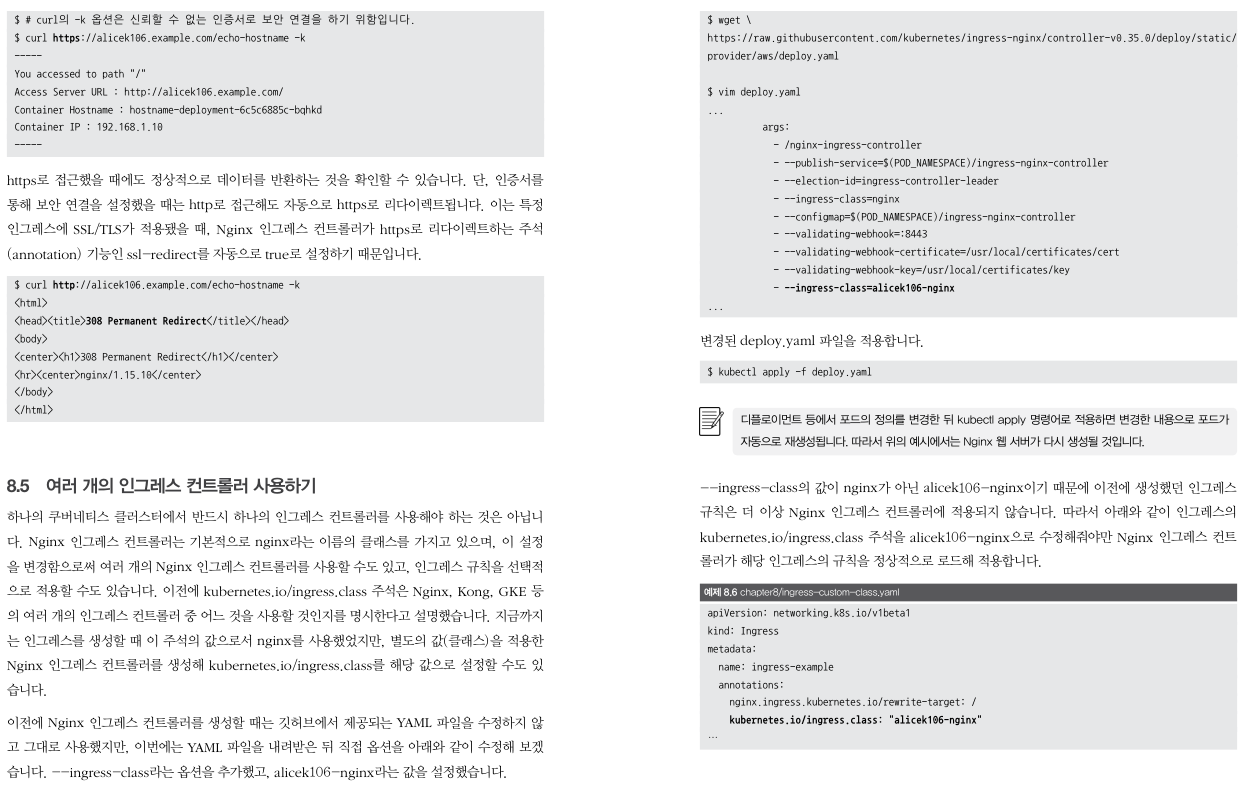 $ # curl의 -k 옵션은 신뢰할 수 없는 인증서로 보안 연결을 하기 위함입니다.
$ curl https://alicek106.example.com/echo-hostname -k
-----
You accessed to path "/"
Access Server URL : http://alicek106.example.com/
Container Hostname : hostname-deployment-6c5c6885c-bqhkd
Container IP : 192.168.1.10
-----
https로 접근했을 때에도 정상적으로 데이터를 반환하는 것을 확인할 수 있습니다. 단, 인증서를
통해 보안 연결을 설정했을 때는 http로 접근해도 자동으로 https로 리다이렉트됩니다. 이는 특정
인그레스에 SSL/TLS가 적용됐을 때, Nginx 인그레스 컨트롤러가 https로 리다이렉트하는 주석
(annotation) 기능인 ssl-redirect를 자동으로 true로 설정하기 때문입니다.
$ curl http://alicek106.example.com/echo-hostname -k
<html>
<head><title>308 Permanent Redirect</title></head>
<body>
<center><h1>308 Permanent Redirect</h1></center>
<hr><center>nginx/1.15.10</center>
</body>
</html>
8.5 여러 개의 인그레스 컨트롤러 사용하기
하나의 쿠버네티스 클러스터에서 반드시 하나의 인그레스 컨트롤러를 사용해야 하는 것은 아닙니
다. Nginx 인그레스 컨트롤러는 기본적으로 nginx라는 이름의 클래스를 가지고 있으며, 이 설정
을 변경함으로써 여러 개의 Nginx 인그레스 컨트롤러를 사용할 수도 있고, 인그레스 규칙을 선택적
으로 적용할 수도 있습니다. 이전에 kubernetes.io/ingress.class 주석은 Nginx, Kong, GKE 등
의 여러 개의 인그레스 컨트롤러 중 어느 것을 사용할 것인지를 명시한다고 설명했습니다. 지금까지
는 인그레스를 생성할 때 이 주석의 값으로서 nginx를 사용했었지만, 별도의 값(클래스)을 적용한
Nginx 인그레스 컨트롤러를 생성해 kubernetes.io/ingress.class를 해당 값으로 설정할 수도 있
습니다.
이전에 Nginx 인그레스 컨트롤러를 생성할 때는 깃허브에서 제공되는 YAML 파일을 수정하지 않
고 그대로 사용했지만, 이번에는 YAML 파일을 내려받은 뒤 직접 옵션을 아래와 같이 수정해 보겠
습니다. --ingress-class라는 옵션을 추가했고, alicek106-nginx라는 값을 설정했습니다.
$ wget \
https://raw.githubusercontent.com/kubernetes/ingress-nginx/controller-v0.35.0/deploy/static/
provider/aws/deploy.yaml
$ vim deploy.yaml
...
args:
- /nginx-ingress-controller
- --publish-service=$(POD_NAMESPACE)/ingress-nginx-controller
- --election-id=ingress-controller-leader
- --ingress-class=nginx
- --configmap=$(POD_NAMESPACE)/ingress-nginx-controller
- --validating-webhook=:8443
- --validating-webhook-certificate=/usr/local/certificates/cert
- --validating-webhook-key=/usr/local/certificates/key
- --ingress-class=alicek106-nginx
...
변경된 deploy.yaml 파일을 적용합니다.
$ kubectl apply -f deploy.yaml
디플로이먼트 등에서 포드의 정의를 변경한 뒤 kubectl apply 명령어로 적용하면 변경한 내용으로 포드가
자동으로 재생성됩니다. 따라서 위의 예시에서는 Nginx 웹 서버가 다시 생성될 것입니다.
--ingress-class의 값이 nginx가 아닌 alicek106-nginx이기 때문에 이전에 생성했던 인그레스
규칙은 더 이상 Nginx 인그레스 컨트롤러에 적용되지 않습니다. 따라서 아래와 같이 인그레스의
kubernetes.io/ingress.class 주석을 alicek106-nginx으로 수정해줘야만 Nginx 인그레스 컨트
롤러가 해당 인그레스의 규칙을 정상적으로 로드해 적용합니다.
예제 8.6 chapter8/ingress-custom-class.yaml
apiVersion: networking.k8s.io/v1beta1
kind: Ingress
metadata:
name: ingress-example
annotations:
nginx.ingress.kubernetes.io/rewrite-target: /
kubernetes.io/ingress.class: "alicek106-nginx"
...